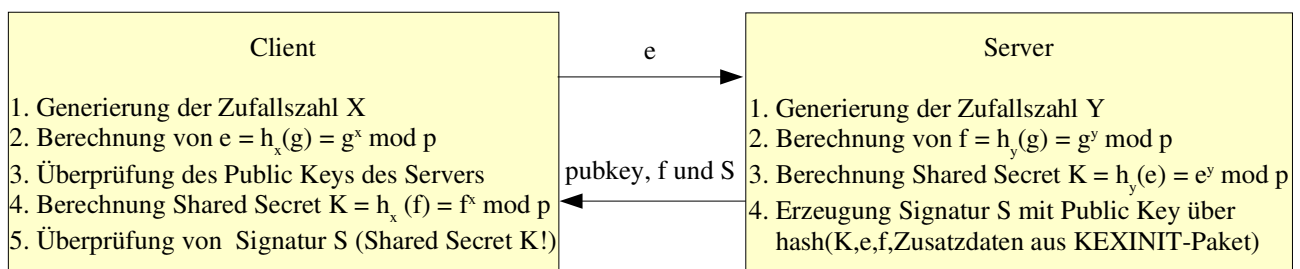 Client
1. Generierung der Zufallszahl X
2. Berechnung von e = hₓ(g) = gˣ mod p
3. Überprüfung des Public Keys des Servers
4. Berechnung Shared Secret K = hₓ (f) = fˣ mod p
5. Überprüfung von Signatur S (Shared Secret K!)
e
pubkey, f und S
Server
1. Generierung der Zufallszahl Y
2. Berechnung von f = h_y(g) = gʸ mod p
3. Berechnung Shared Secret K = h_y(e) = eʸ mod p
4. Erzeugung Signatur S mit Public Key über
hash(K,e,f,Zusatzdaten aus KEXINIT-Paket)